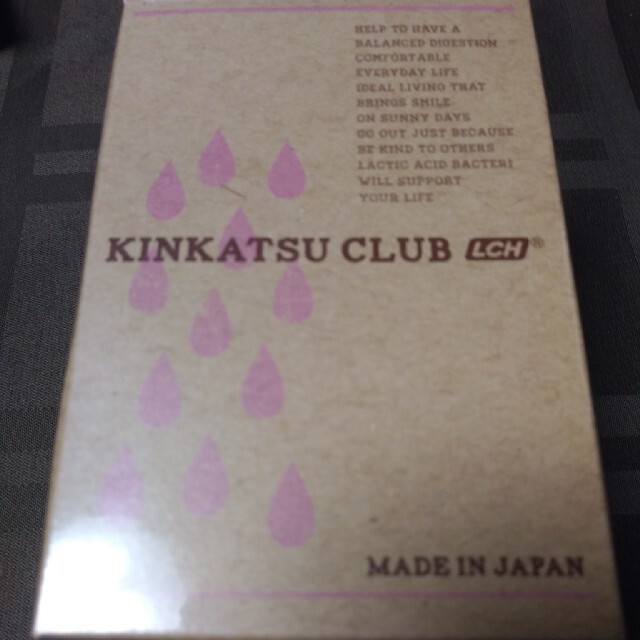 HELP TO HAVE A
BALANCED DIGESTION
COMFORTABLE
EVERYDAY LIFE
IDEAL LIVING THAT
BRINGS SMILE
ON SUNNY DAYS
GO OUT JUST BECAUSE
BE KIND TO OTHERS
LACTIC ACID BACTERI
WILL SUPPORT
YOUR LIFE
KINKATSU CLUB LCH®
MADE IN JAPAN